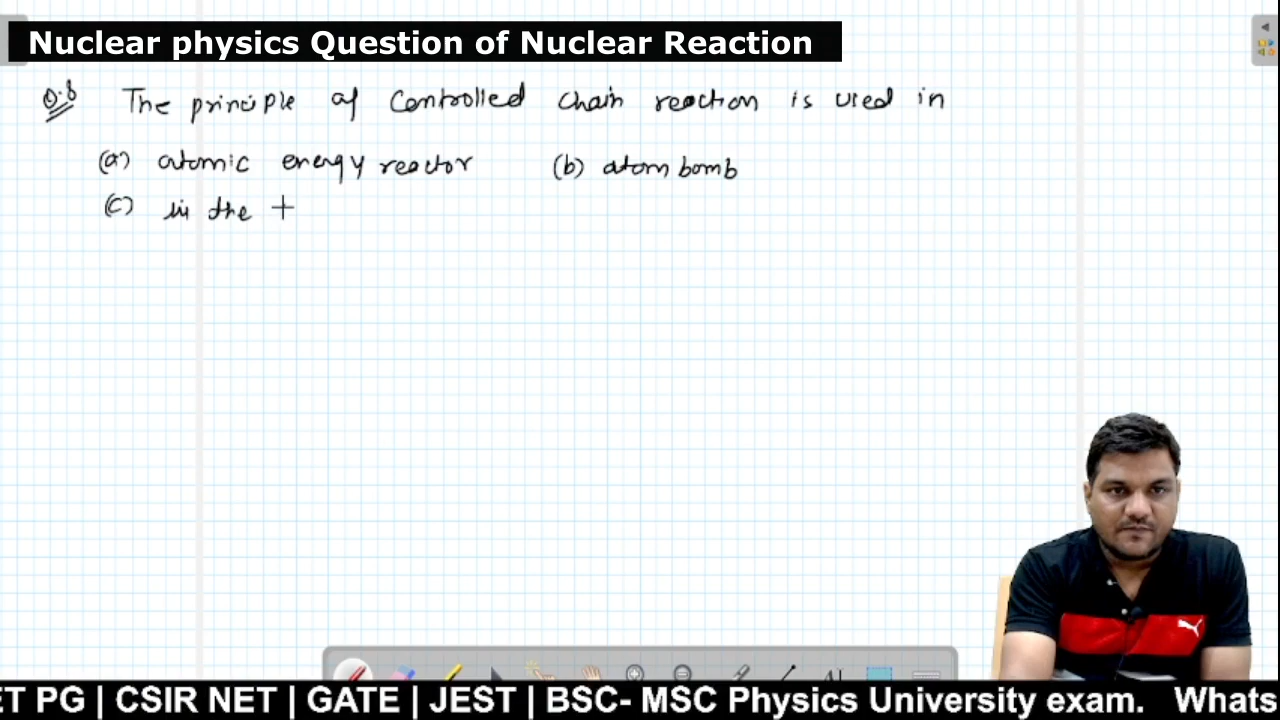 Nuclear physics Question of Nuclear Reaction
Q.8 The principle of Controlled Chain reaction is used in
(a) atomic energy reactor (b) atom bomb
(c) in the
ET PG | CSIR NET | GATE | JEST | BSC- MSC Physics University exam. Whats